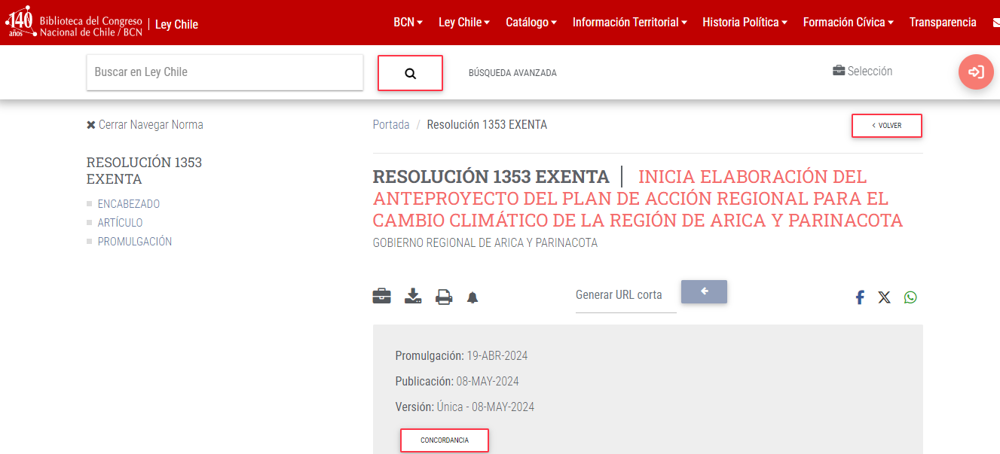 140 años
Biblioteca del Congreso
Nacional de Chile / BCN
Ley Chile
BCN
Ley Chile
Catálogo
Información Territorial
Historia Política
Formación Cívica
Transparencia
Buscar en Ley Chile
BÚSQUEDA AVANZADA
Selección
Cerrar Navegar Norma
Portada / Resolución 1353 EXENTA
VOLVER
RESOLUCIÓN 1353
EXENTA
ENCABEZADO
ARTÍCULO
PROMULGACIÓN
RESOLUCIÓN 1353 EXENTA | INICIA ELABORACIÓN DEL
ANTEPROYECTO DEL PLAN DE ACCIÓN REGIONAL PARA EL
CAMBIO CLIMÁTICO DE LA REGIÓN DE ARICA Y PARINACOTA
GOBIERNO REGIONAL DE ARICA Y PARINACOTA
Generar URL corta
Promulgación: 19-ABR-2024
Publicación: 08-MAY-2024
Versión: Única - 08-MAY-2024
CONCORDANCIA